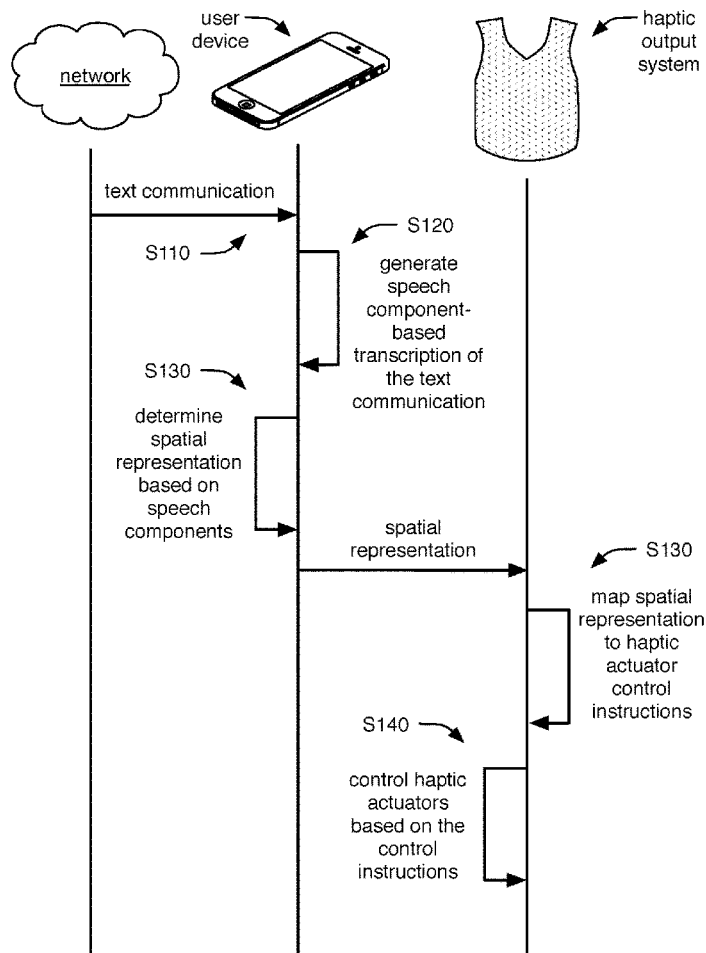 network
user
device
haptic
output
system
text communication
S110
S120
generate
speech
component-
based
transcription of
the text
communication
S130
determine
spatial
representation
based on
speech
components
spatial
representation
S130
map spatial
representation
to haptic
actuator
control
instructions
S140
control haptic
actuators
based on the
control
instructions